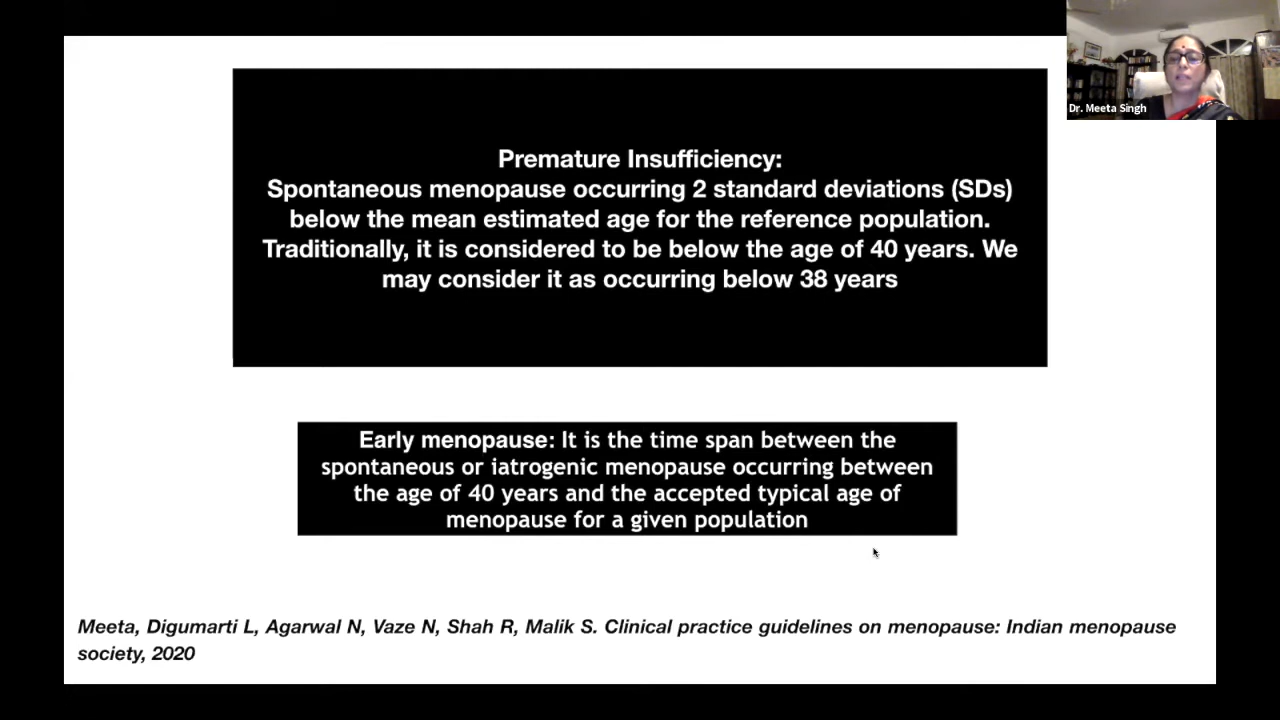 Dr. Meeta Singh
Premature Insufficiency:
Spontaneous menopause occurring 2 standard deviations (SDs)
below the mean estimated age for the reference population.
Traditionally, it is considered to be below the age of 40 years. We
may consider it as occurring below 38 years
Early menopause: It is the time span between the
spontaneous or iatrogenic menopause occurring between
the age of 40 years and the accepted typical age of
menopause for a given population
Meeta, Digumarti L, Agarwal N, Vaze N, Shah R, Malik S. Clinical practice guidelines on menopause: Indian menopause
society, 2020